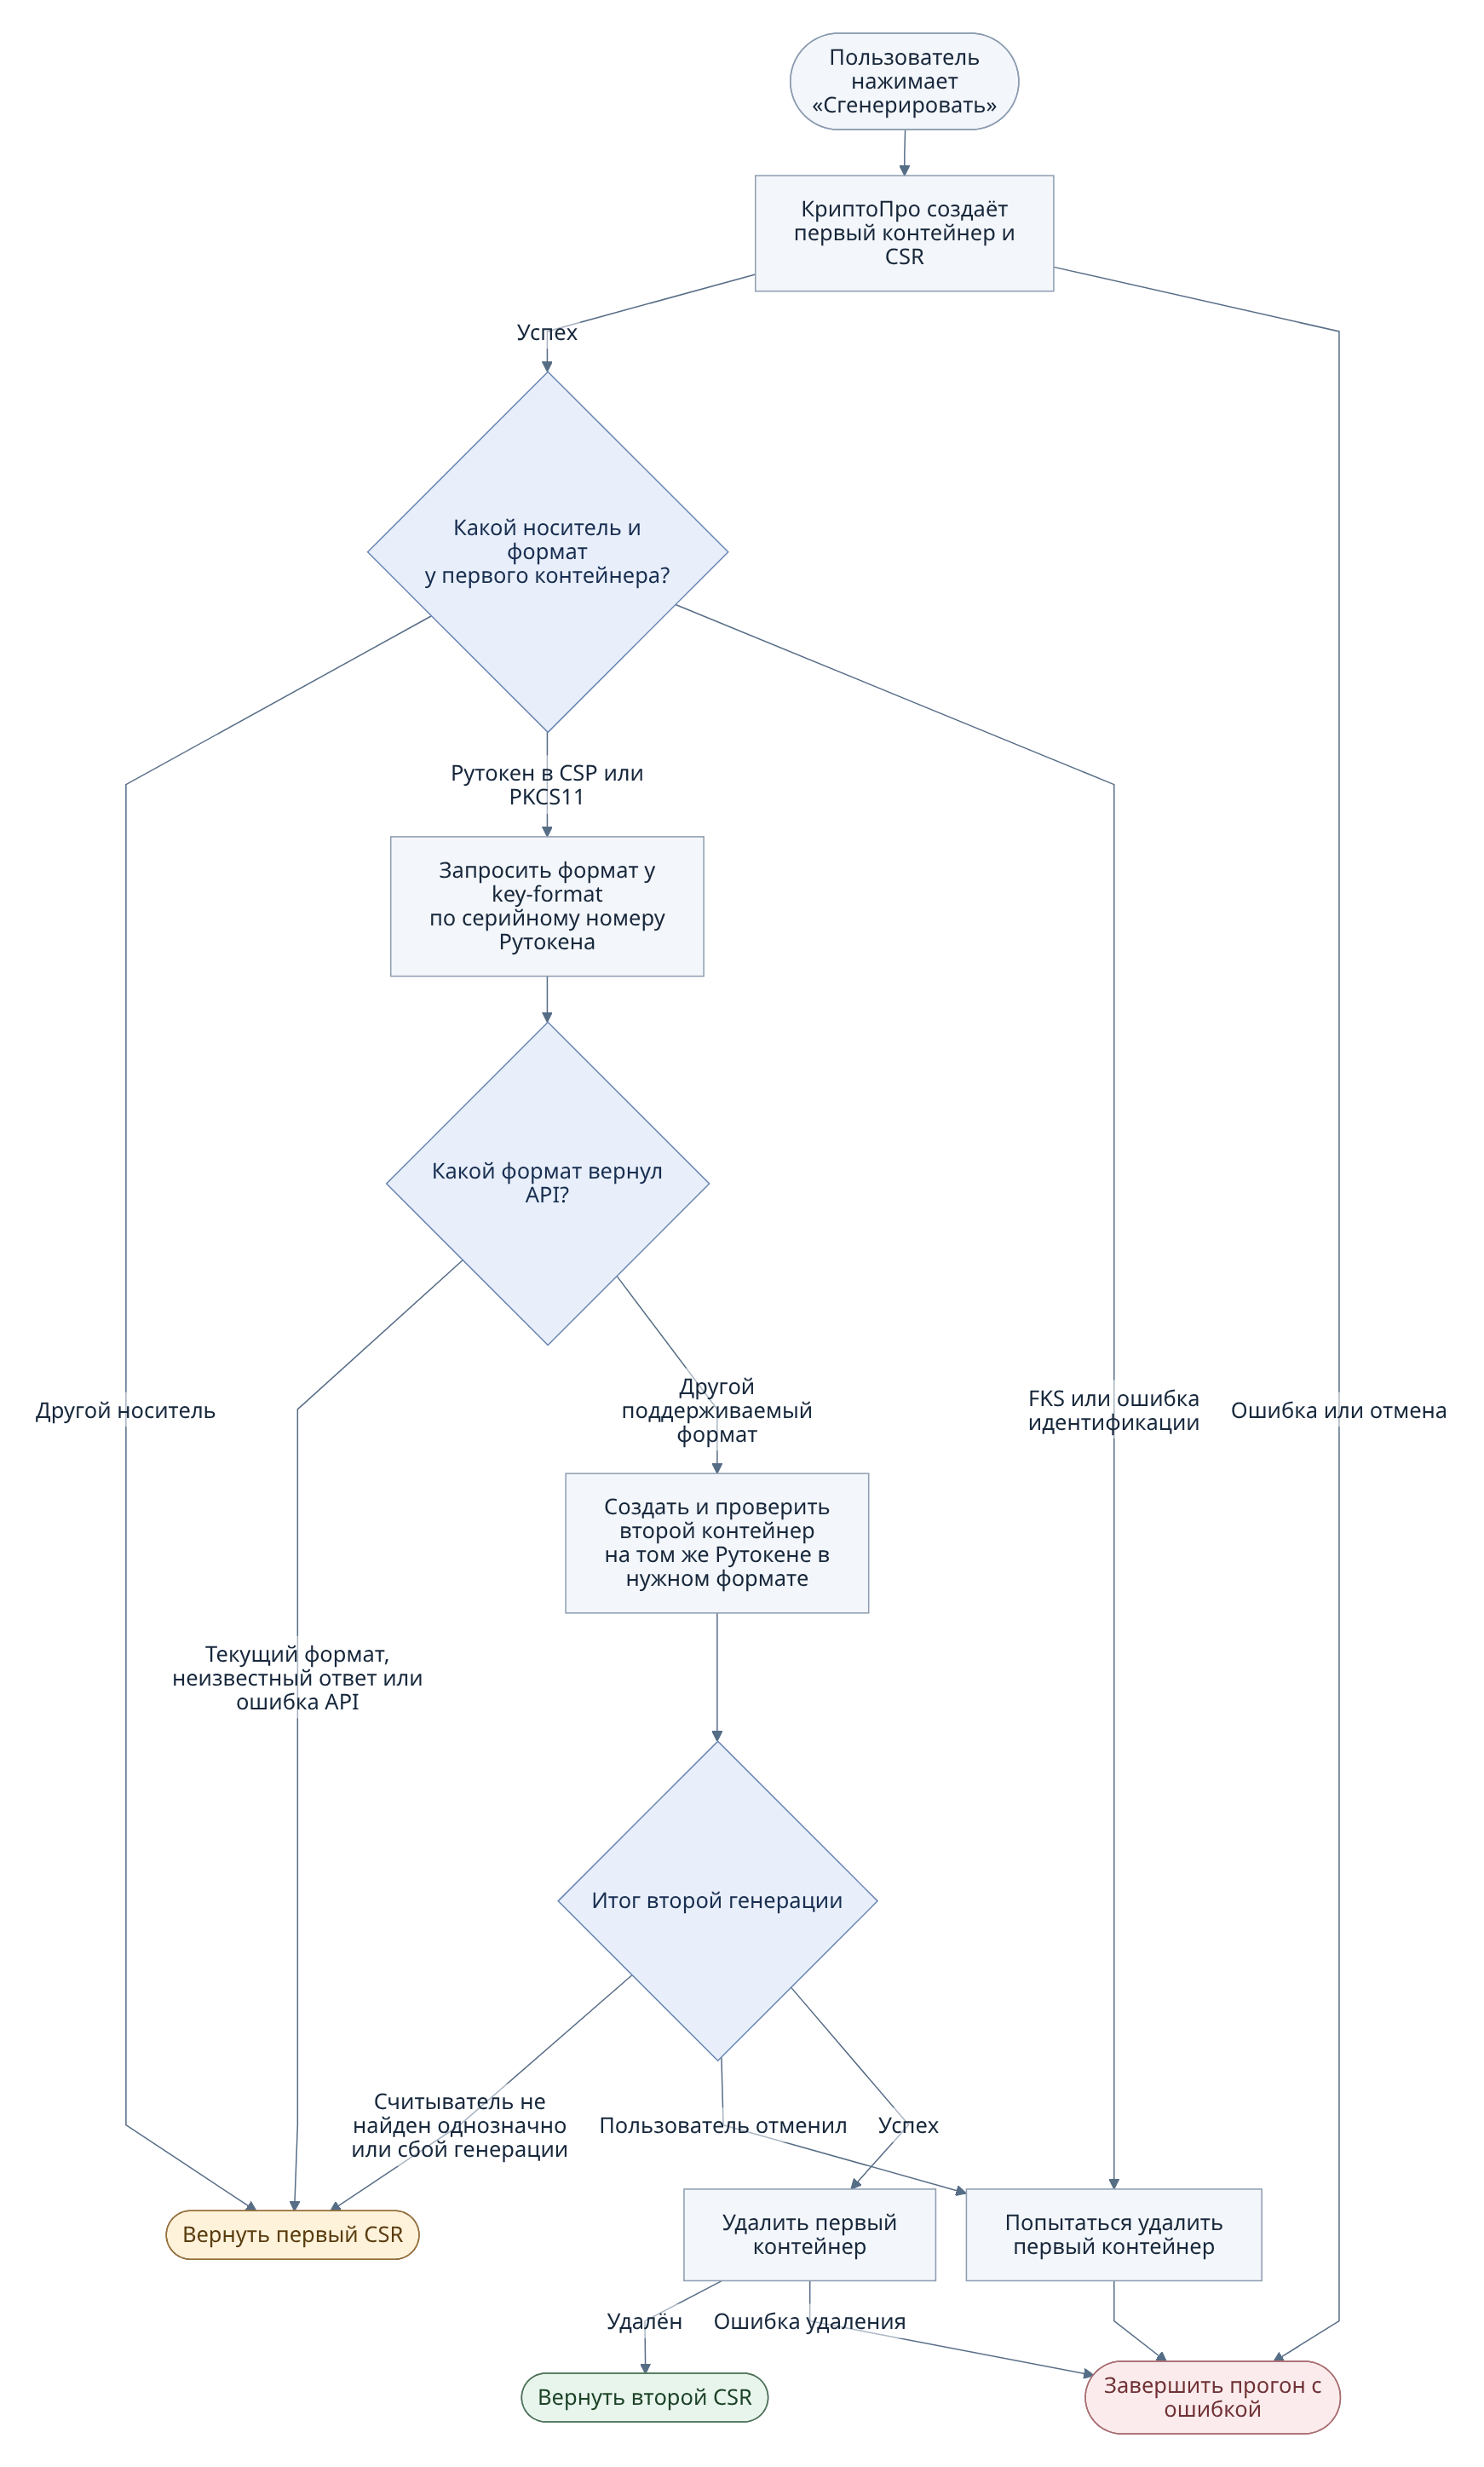 Пользователь
нажимает
«Сгенерировать»
КриптоПро создаёт
первый контейнер и
CSR
Успех
Какой носитель и
формат
у первого контейнера?
Рутокен в CSP или
PKCS11
Запросить формат у
key-format
по серийному номеру
Рутокена
Какой формат вернул
API?
Другой носитель
Другой
поддерживаемый
формат
FKS или ошибка
идентификации
Ошибка или отмена
Создать и проверить
второй контейнер
на том же Рутокене в
нужном формате
Текущий формат,
неизвестный ответ или
ошибка API
Итог второй генерации
Считыватель не
найден однозначно
или сбой генерации
Пользователь отменил
Успех
Вернуть первый CSR
Удалить первый
контейнер
Попытаться удалить
первый контейнер
Удалён
Ошибка удаления
Вернуть второй CSR
Завершить прогон с
ошибкой